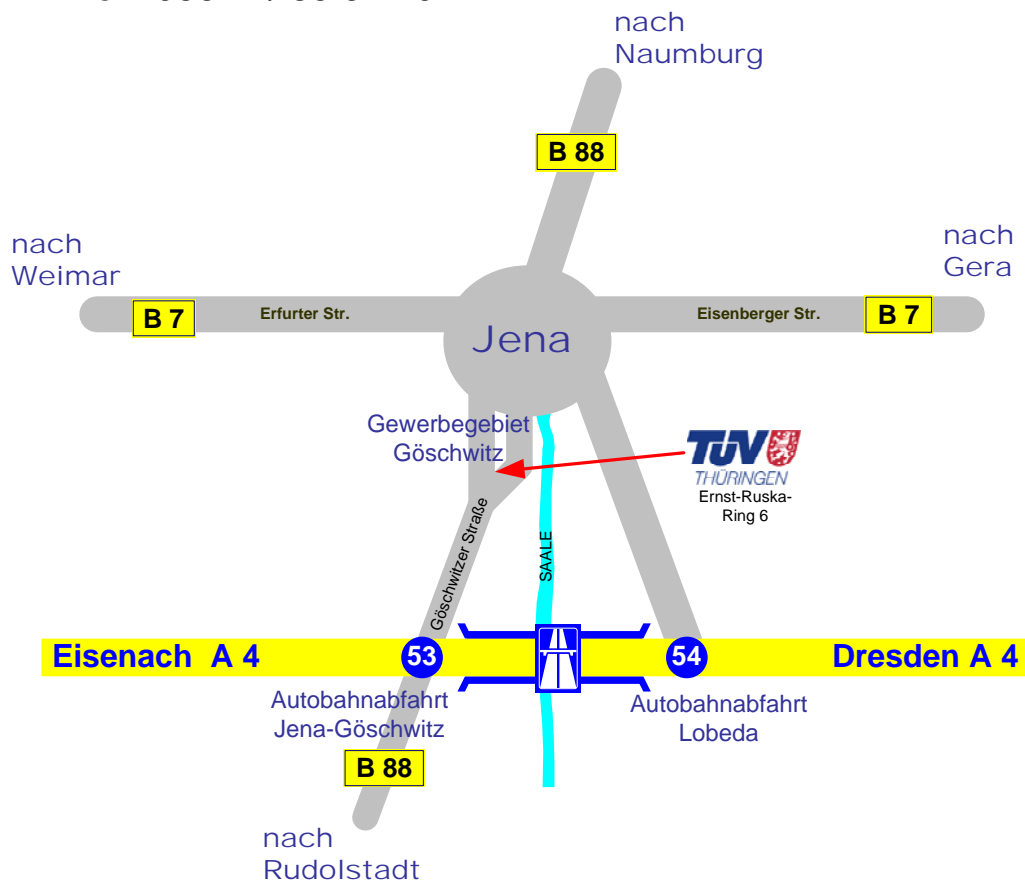 nach
Naumburg
B 88
nach
Weimar
nach
Gera
B 7
Erfurter Str.
Eisenberger Str.
B 7
Jena
Gewerbegebiet
Göschwitz
TÜV
THÜRINGEN
Ernst-Ruska-
Ring 6
Göschwitzer Straße
SAALE
Eisenach A 4
53
54
Dresden A 4
Autobahnabfahrt
Jena-Göschwitz
Autobahnabfahrt
Lobeda
B 88
nach
Rudolstadt